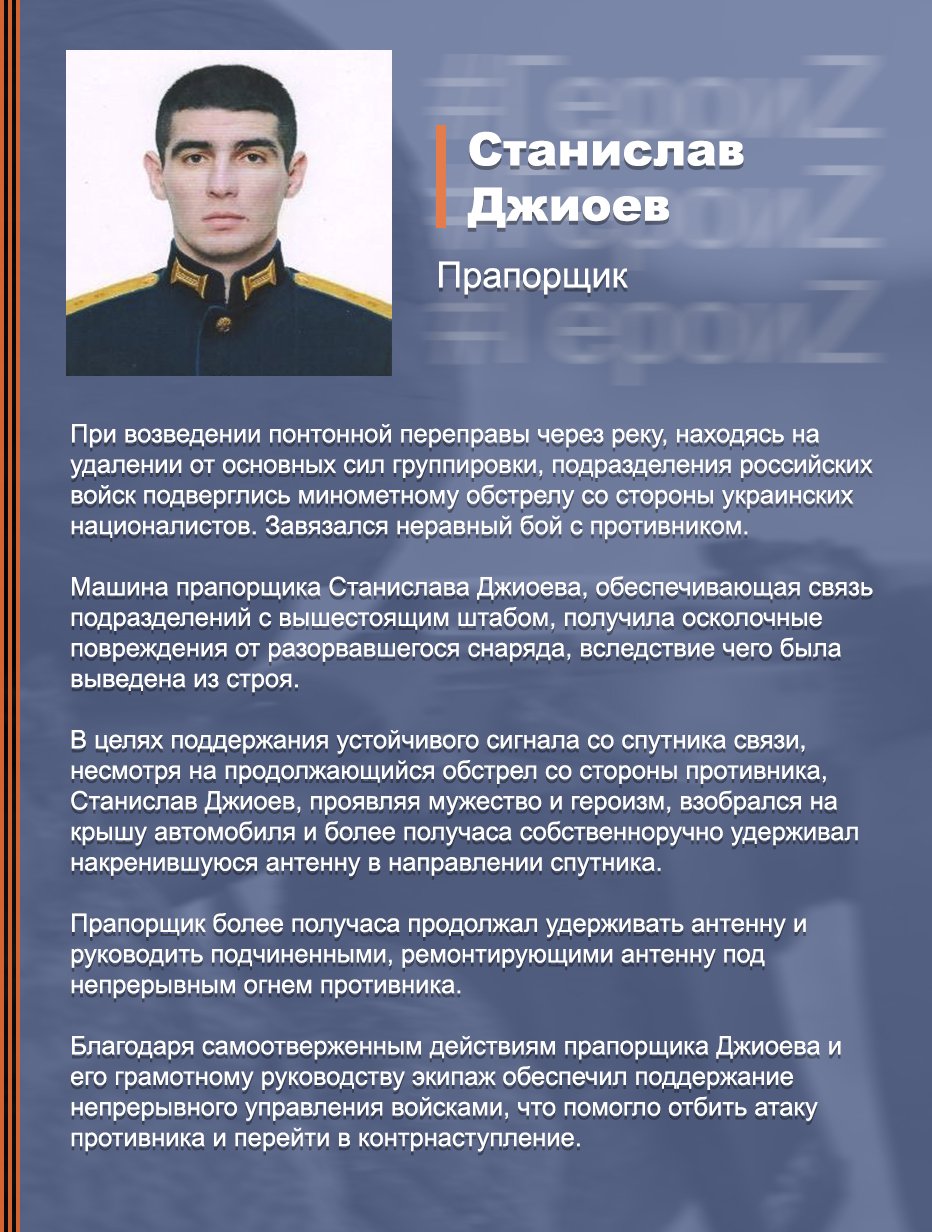 #ГероиZ
Станислав
#ГероиZ
Джиоев
Прапорщик
#ГероиZ
При возведении понтонной переправы через реку, находясь на
удалении от основных сил группировки, подразделения российских
войск подверглись минометному обстрелу со стороны украинских
националистов. Завязался неравный бой с противником.
Машина прапорщика Станислава Джиоева, обеспечивающая связь
подразделений с вышестоящим штабом, получила осколочные
повреждения от разорвавшегося снаряда, вследствие чего была
выведена из строя.
В целях поддержания устойчивого сигнала со спутника связи,
несмотря на продолжающийся обстрел со стороны противника,
Станислав Джиоев, проявляя мужество и героизм, взобрался на
крышу автомобиля и более получаса собственноручно удерживал
накренившуюся антенну в направлении спутника.
Прапорщик более получаса продолжал удерживать антенну и
руководить подчиненными, ремонтирующими антенну под
непрерывным огнем противника.
Благодаря самоотверженным действиям прапорщика Джиоева и
его грамотному руководству экипаж обеспечил поддержание
непрерывного управления войсками, что помогло отбить атаку
противника и перейти в контрнаступление.